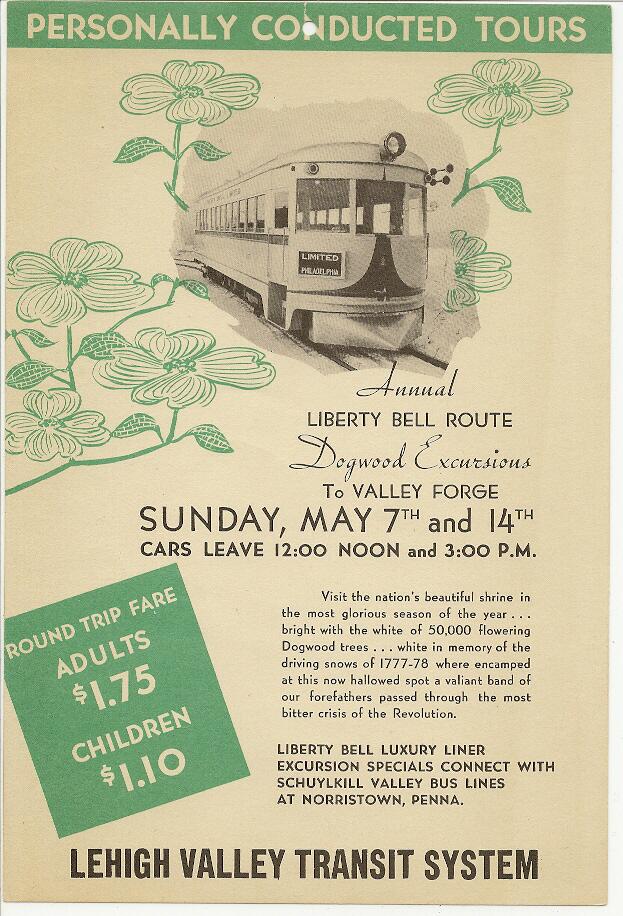 PERSONALLY CONDUCTED TOURS
LIMITED
PHILADELPHIA
Annual
LIBERTY BELL ROUTE
Dogwood Excursions
To VALLEY FORGE
SUNDAY, MAY 7TH and 14TH
CARS LEAVE 12:00 NOON and 3:00 P.M.
ROUND TRIP FARE
ADULTS
$1.75
CHILDREN
$1.10
Visit the nation's beautiful shrine in
the most glorious season of the year . . .
bright with the white of 50,000 flowering
Dogwood trees . . . white in memory of the
driving snows of 1777-78 where encamped
at this now hallowed spot a valiant band of
our forefathers passed through the most
bitter crisis of the Revolution.
LIBERTY BELL LUXURY LINER
EXCURSION SPECIALS CONNECT WITH
SCHUYLKILL VALLEY BUS LINES
AT NORRISTOWN, PENNA.
LEHIGH VALLEY TRANSIT SYSTEM